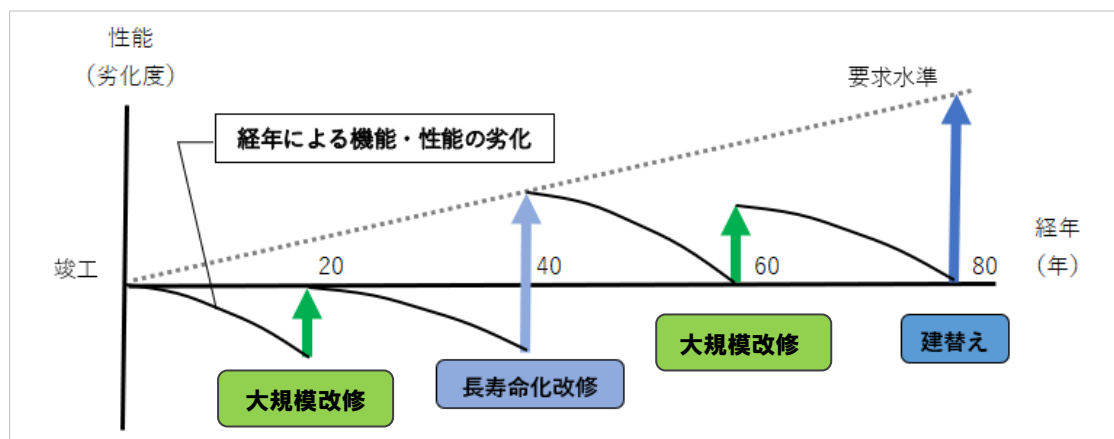 性能
（劣化度）
要求水準
経年による機能・性能の劣化
経年
（年）
竣工
20
40
60
80
大規模改修
長寿命化改修
大規模改修
建替え